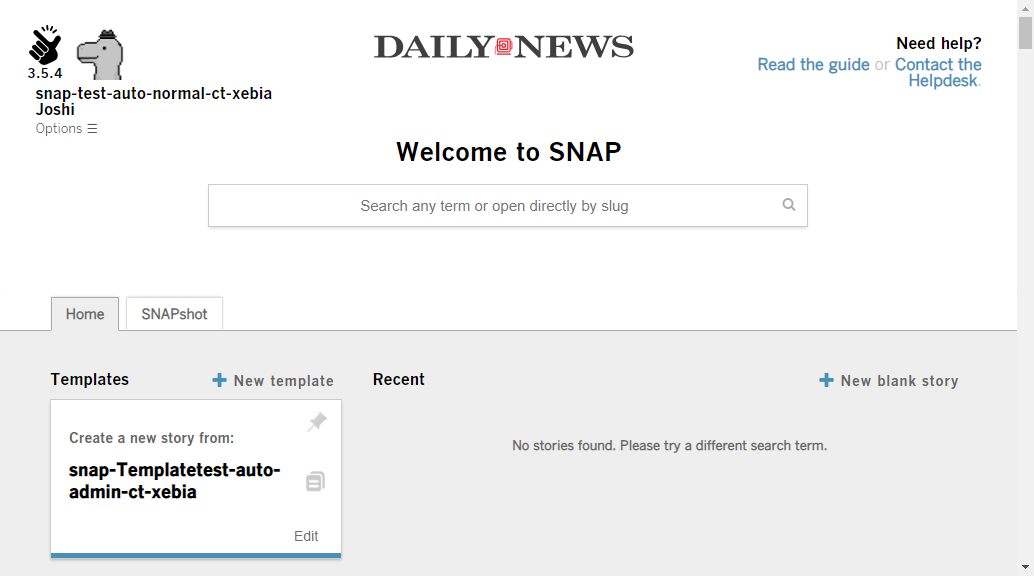 3.5.4
snap-test-auto-normal-ct-xebia
Joshi
Options ☰
DAILY NEWS
Need help?
Read the guide or Contact the
Helpdesk.
Welcome to SNAP
Search any term or open directly by slug
Home
SNAPshot
Templates
New template
Create a new story from:
snap-Templatetest-auto-
admin-ct-xebia
Edit
Recent
New blank story
No stories found. Please try a different search term.